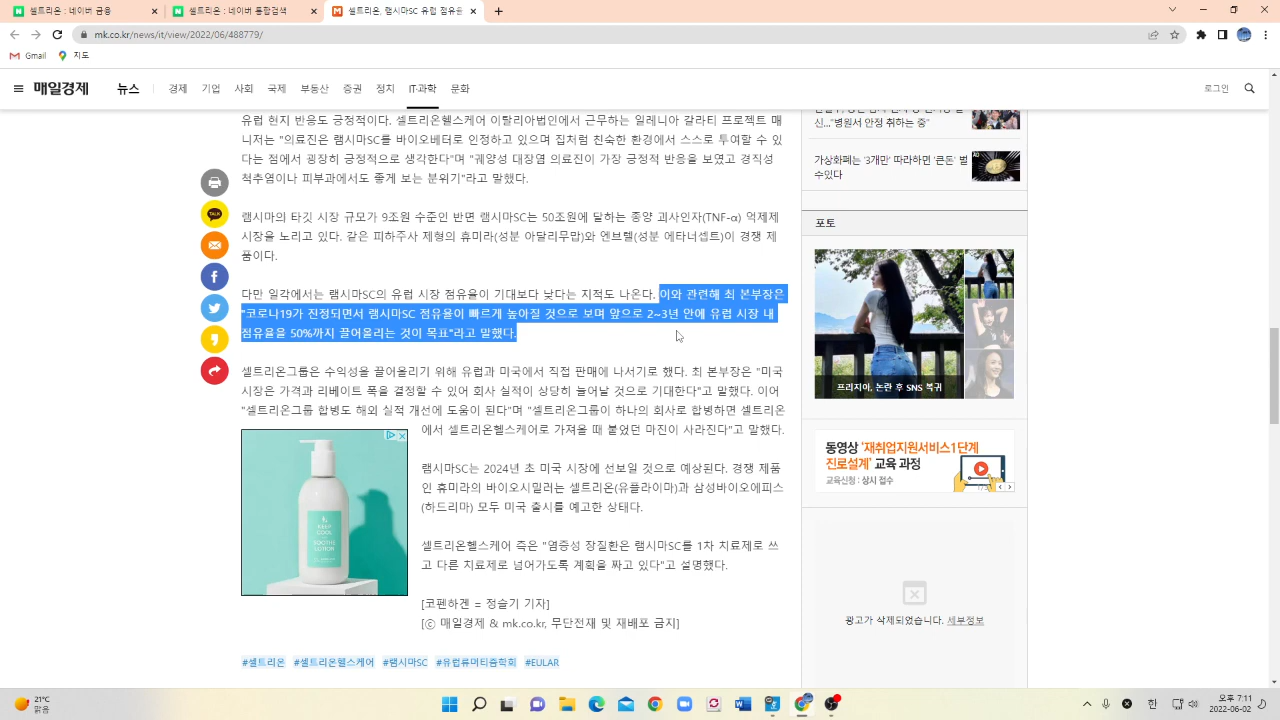 셀트리온 : 네이버 금융
셀트리온 : 네이버 통합검색
셀트리온, 램시마SC 유럽 점유율
mk.co.kr/news/it/view/2022/06/488779/
Gmail
지도
매일경제
뉴스
경제 기업 사회 국제 부동산 증권 정치 IT·과학 문화
로그인
유럽 현지 반응도 긍정적이다. 셀트리온헬스케어 이탈리아법인에서 근무하는 일레니아 갈라티 프로젝트 매
니저는 "의료진은 램시마SC를 바이오베터로 인정하고 있으며 집처럼 친숙한 환경에서 스스로 투여할 수 있
다는 점에서 굉장히 긍정적으로 생각한다"며 "궤양성 대장염 의료진이 가장 긍정적 반응을 보였고 강직성
척추염이나 피부과에서도 좋게 보는 분위기"라고 말했다.
램시마의 타깃 시장 규모가 9조원 수준인 반면 램시마SC는 50조원에 달하는 종양 괴사인자(TNF-α) 억제제
시장을 노리고 있다. 같은 피하주사 제형의 휴미라(성분 아달리무맙)와 엔브렐(성분 에타너셉트)이 경쟁 제
품이다.
다만 일각에서는 램시마SC의 유럽 시장 점유율이 기대보다 낮다는 지적도 나온다. 이와 관련해 최 본부장은
"코로나19가 진정되면서 램시마SC 점유율이 빠르게 높아질 것으로 보며 앞으로 2~3년 안에 유럽 시장 내
점유율을 50%까지 끌어올리는 것이 목표"라고 말했다.
셀트리온그룹은 수익성을 끌어올리기 위해 유럽과 미국에서 직접 판매에 나서기로 했다. 최 본부장은 "미국
시장은 가격과 리베이트 폭을 결정할 수 있어 회사 실적이 상당히 늘어날 것으로 기대한다"고 말했다. 이어
"셀트리온그룹 합병도 해외 실적 개선에 도움이 된다"며 "셀트리온그룹이 하나의 회사로 합병하면 셀트리온
에서 셀트리온헬스케어로 가져올 때 붙었던 마진이 사라진다"고 말했다.
램시마SC는 2024년 초 미국 시장에 선보일 것으로 예상된다. 경쟁 제품
인 휴미라의 바이오시밀러는 셀트리온(유플라이마)과 삼성바이오에피스
(하드리마) 모두 미국 출시를 예고한 상태다.
셀트리온헬스케어 측은 "염증성 장질환은 램시마SC를 1차 치료제로 쓰
고 다른 치료제로 넘어가도록 계획을 짜고 있다"고 설명했다.
[코펜하겐 = 정슬기 기자]
[ⓒ 매일경제 & mk.co.kr, 무단전재 및 재배포 금지]
#셀트리온 #셀트리온헬스케어 #램시마SC #유럽류머티즘학회 #EULAR
TALK
KEEP
COOL
SOOTHE
LOTION
신..."병원서 안정 취하는 중"
가상화폐는 '3개만' 따라하면 '큰돈' 벌
수있다
AD
포토
프리지아, 논란 후 SNS 복귀
동영상 '재취업지원서비스1단계
진로설계' 교육 과정
교육신청 : 상시 접수
광고가 삭제되었습니다. 세부정보
21°C
맑음
한
오후 7:11
2022-06-02